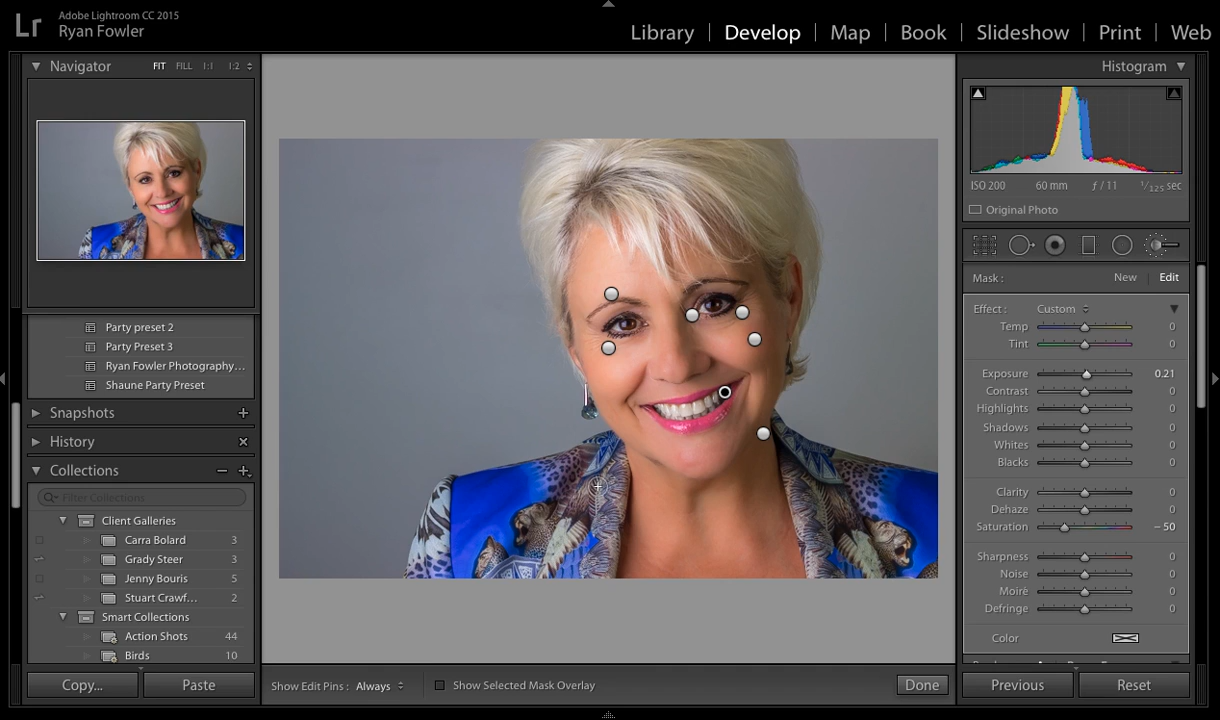 Lr
Adobe Lightroom CC 2015
Ryan Fowler
Library | Develop | Map | Book | Slideshow | Print | Web
Navigator FIT FILL 1:1 1:2
Party preset 2
Party Preset 3
Ryan Fowler Photography...
Shaune Party Preset
Snapshots +
History ×
Collections − +
Filter Collections
Client Galleries
Carra Bolard 3
Grady Steer 3
Jenny Bouris 5
Stuart Crawf... 2
Smart Collections
Action Shots 44
Birds 10
Copy... Paste
Show Edit Pins : Always Show Selected Mask Overlay Done
Histogram
ISO 200 60 mm ƒ / 11 1/125 sec
Original Photo
Mask : New Edit
Effect : Custom
Temp 0
Tint 0
Exposure 0.21
Contrast 0
Highlights 0
Shadows 0
Whites 0
Blacks 0
Clarity 0
Dehaze 0
Saturation − 50
Sharpness 0
Noise 0
Moiré 0
Defringe 0
Color
Previous Reset